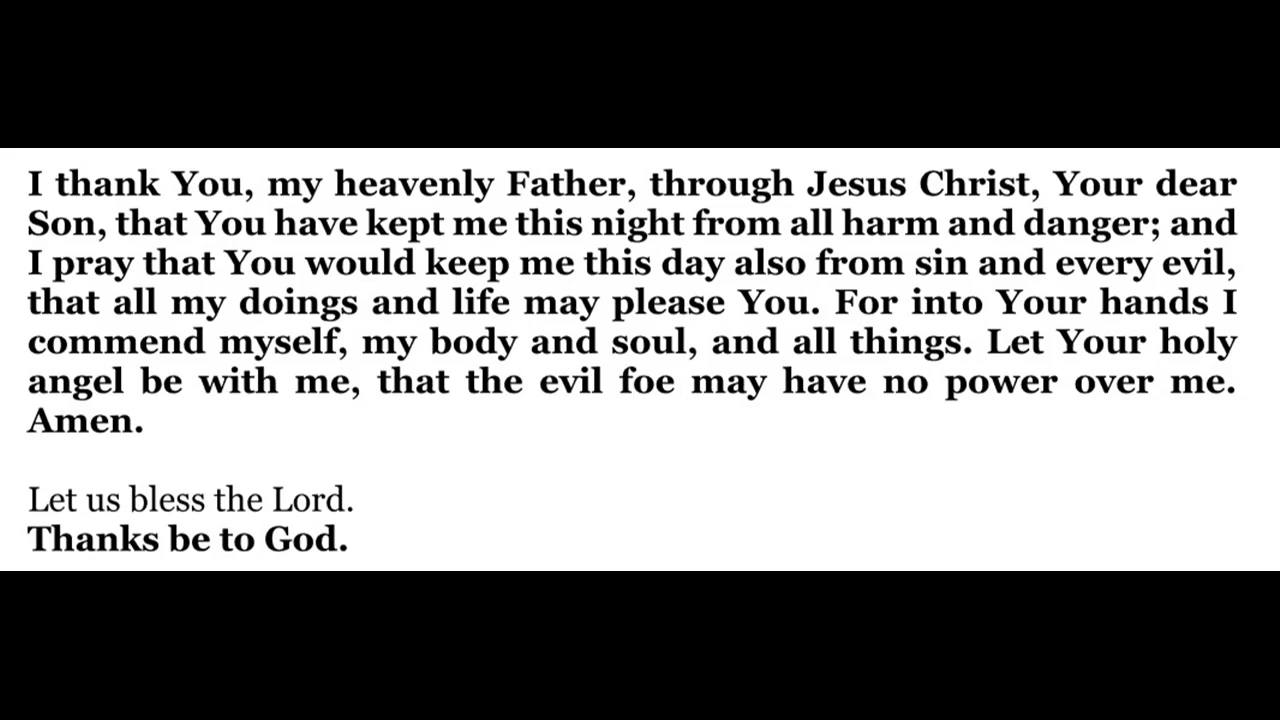 I thank You, my heavenly Father, through Jesus Christ, Your dear
Son, that You have kept me this night from all harm and danger; and
I pray that You would keep me this day also from sin and every evil,
that all my doings and life may please You. For into Your hands I
commend myself, my body and soul, and all things. Let Your holy
angel be with me, that the evil foe may have no power over me.
Amen.
Let us bless the Lord.
Thanks be to God.